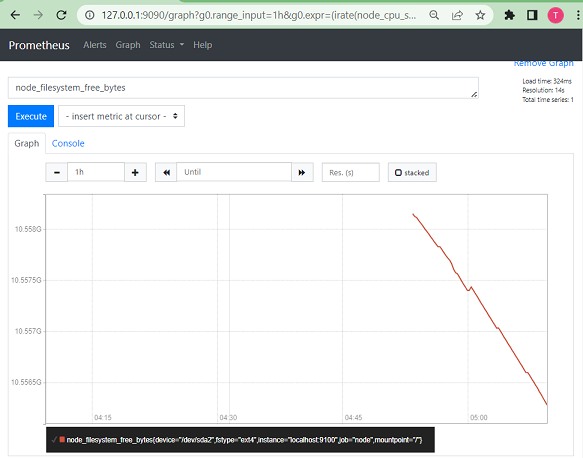 127.0.0.1:9090/graph?g0.range_input=1h&g0.expr=(irate(node_cpu_s...
T
Prometheus Alerts Graph Status Help
Remove Graph
node_filesystem_free_bytes
Load time: 324ms
Resolution: 14s
Total time series: 1
Execute - insert metric at cursor -
Graph Console
- 1h + Until Res. (s) stacked
10.558G
10.5575G
10.557G
10.5565G
04:15 04:30 04:45 05:00
✓ node_filesystem_free_bytes{device="/dev/sda2",fstype="ext4",instance="localhost:9100",job="node",mountpoint="/"}